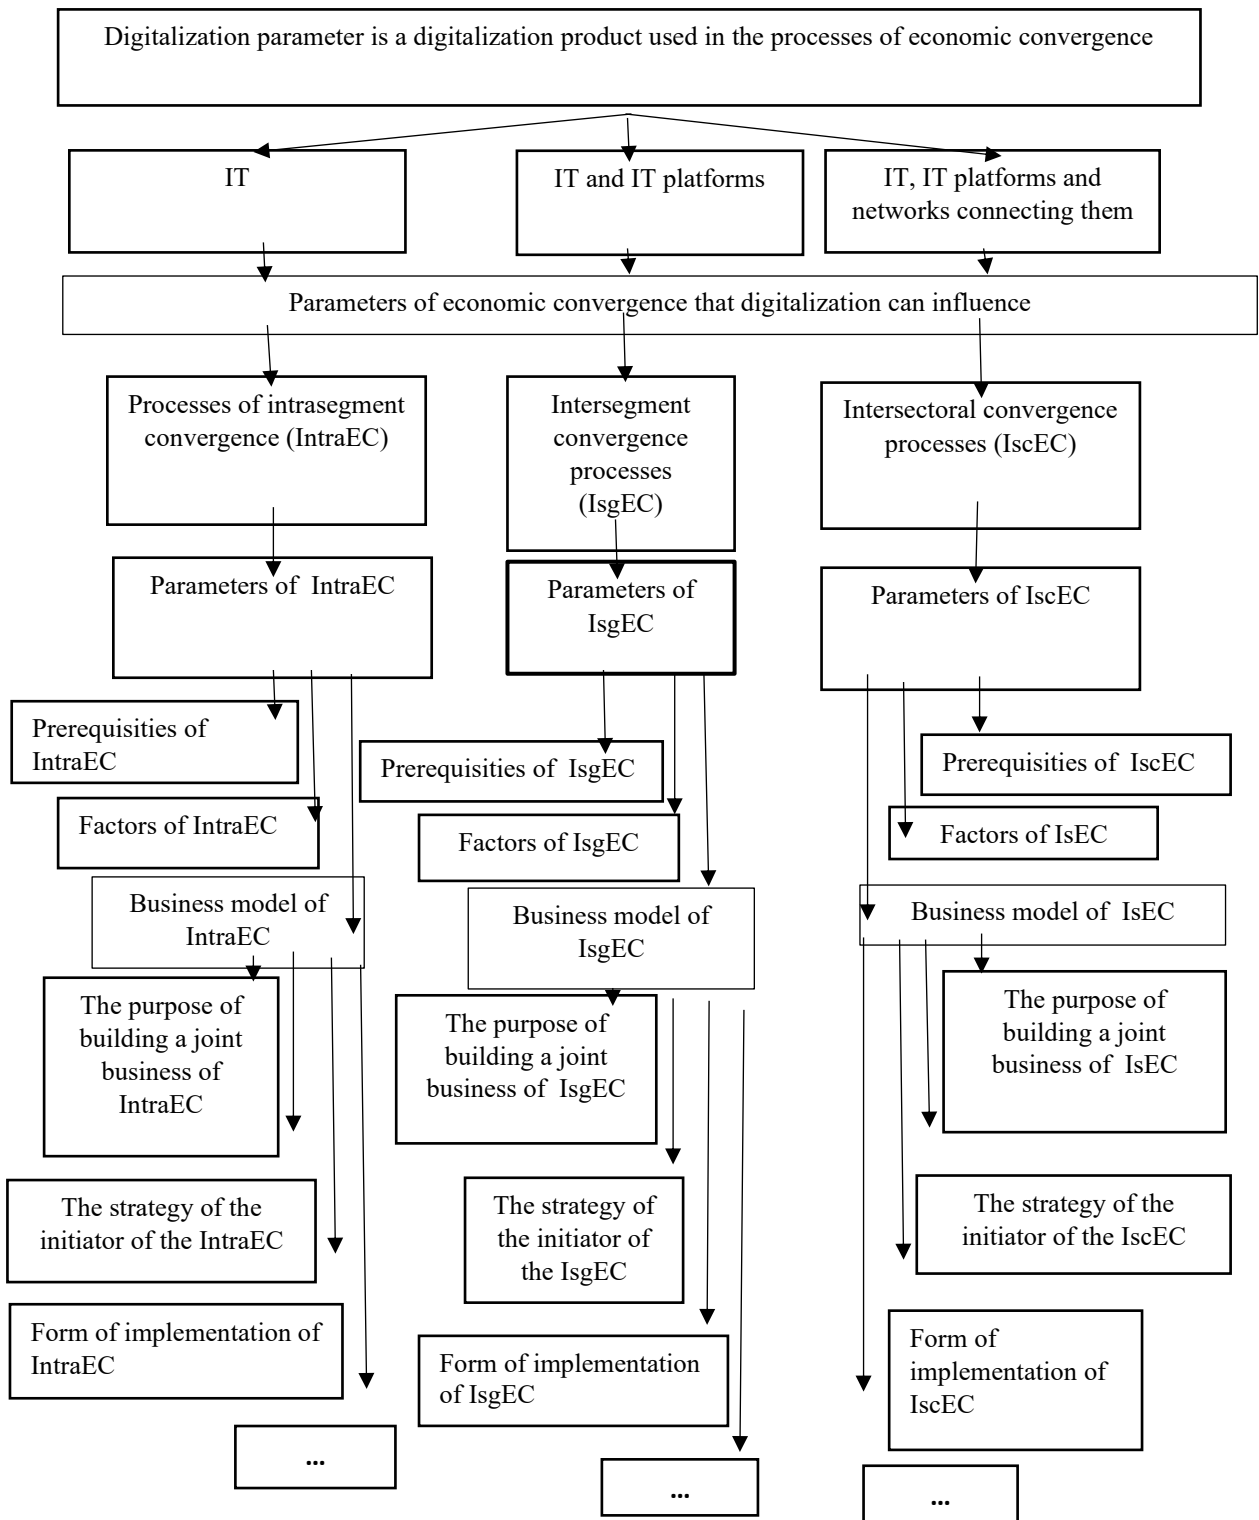 Digitalization parameter is a digitalization product used in the processes of economic convergence
IT
IT and IT platforms
IT, IT platforms and
networks connecting them
Parameters of economic convergence that digitalization can influence
Processes of intrasegment
convergence (IntraEC)
Intersegment
convergence
processes
(IsgEC)
Intersectoral convergence
processes (IscEC)
Parameters of  IntraEC
Parameters of
IsgEC
Parameters of IscEC
Prerequisities of
IntraEC
Prerequisities of  IsgEC
Prerequisities of  IscEC
Factors of IntraEC
Factors of IsgEC
Factors of IsEC
Business model of
IntraEC
Business model of
IsgEC
Business model of  IsEC
The purpose of
building a joint
business of
IntraEC
The purpose of
building a joint
business of  IsgEC
The purpose of
building a joint
business of  IsEC
The strategy of the
initiator of the IntraEC
The strategy of
the initiator of
the IsgEC
The strategy of the
initiator of the IscEC
Form of implementation of
IntraEC
Form of implementation
of IsgEC
Form of
implementation of
IscEC
...
...
...